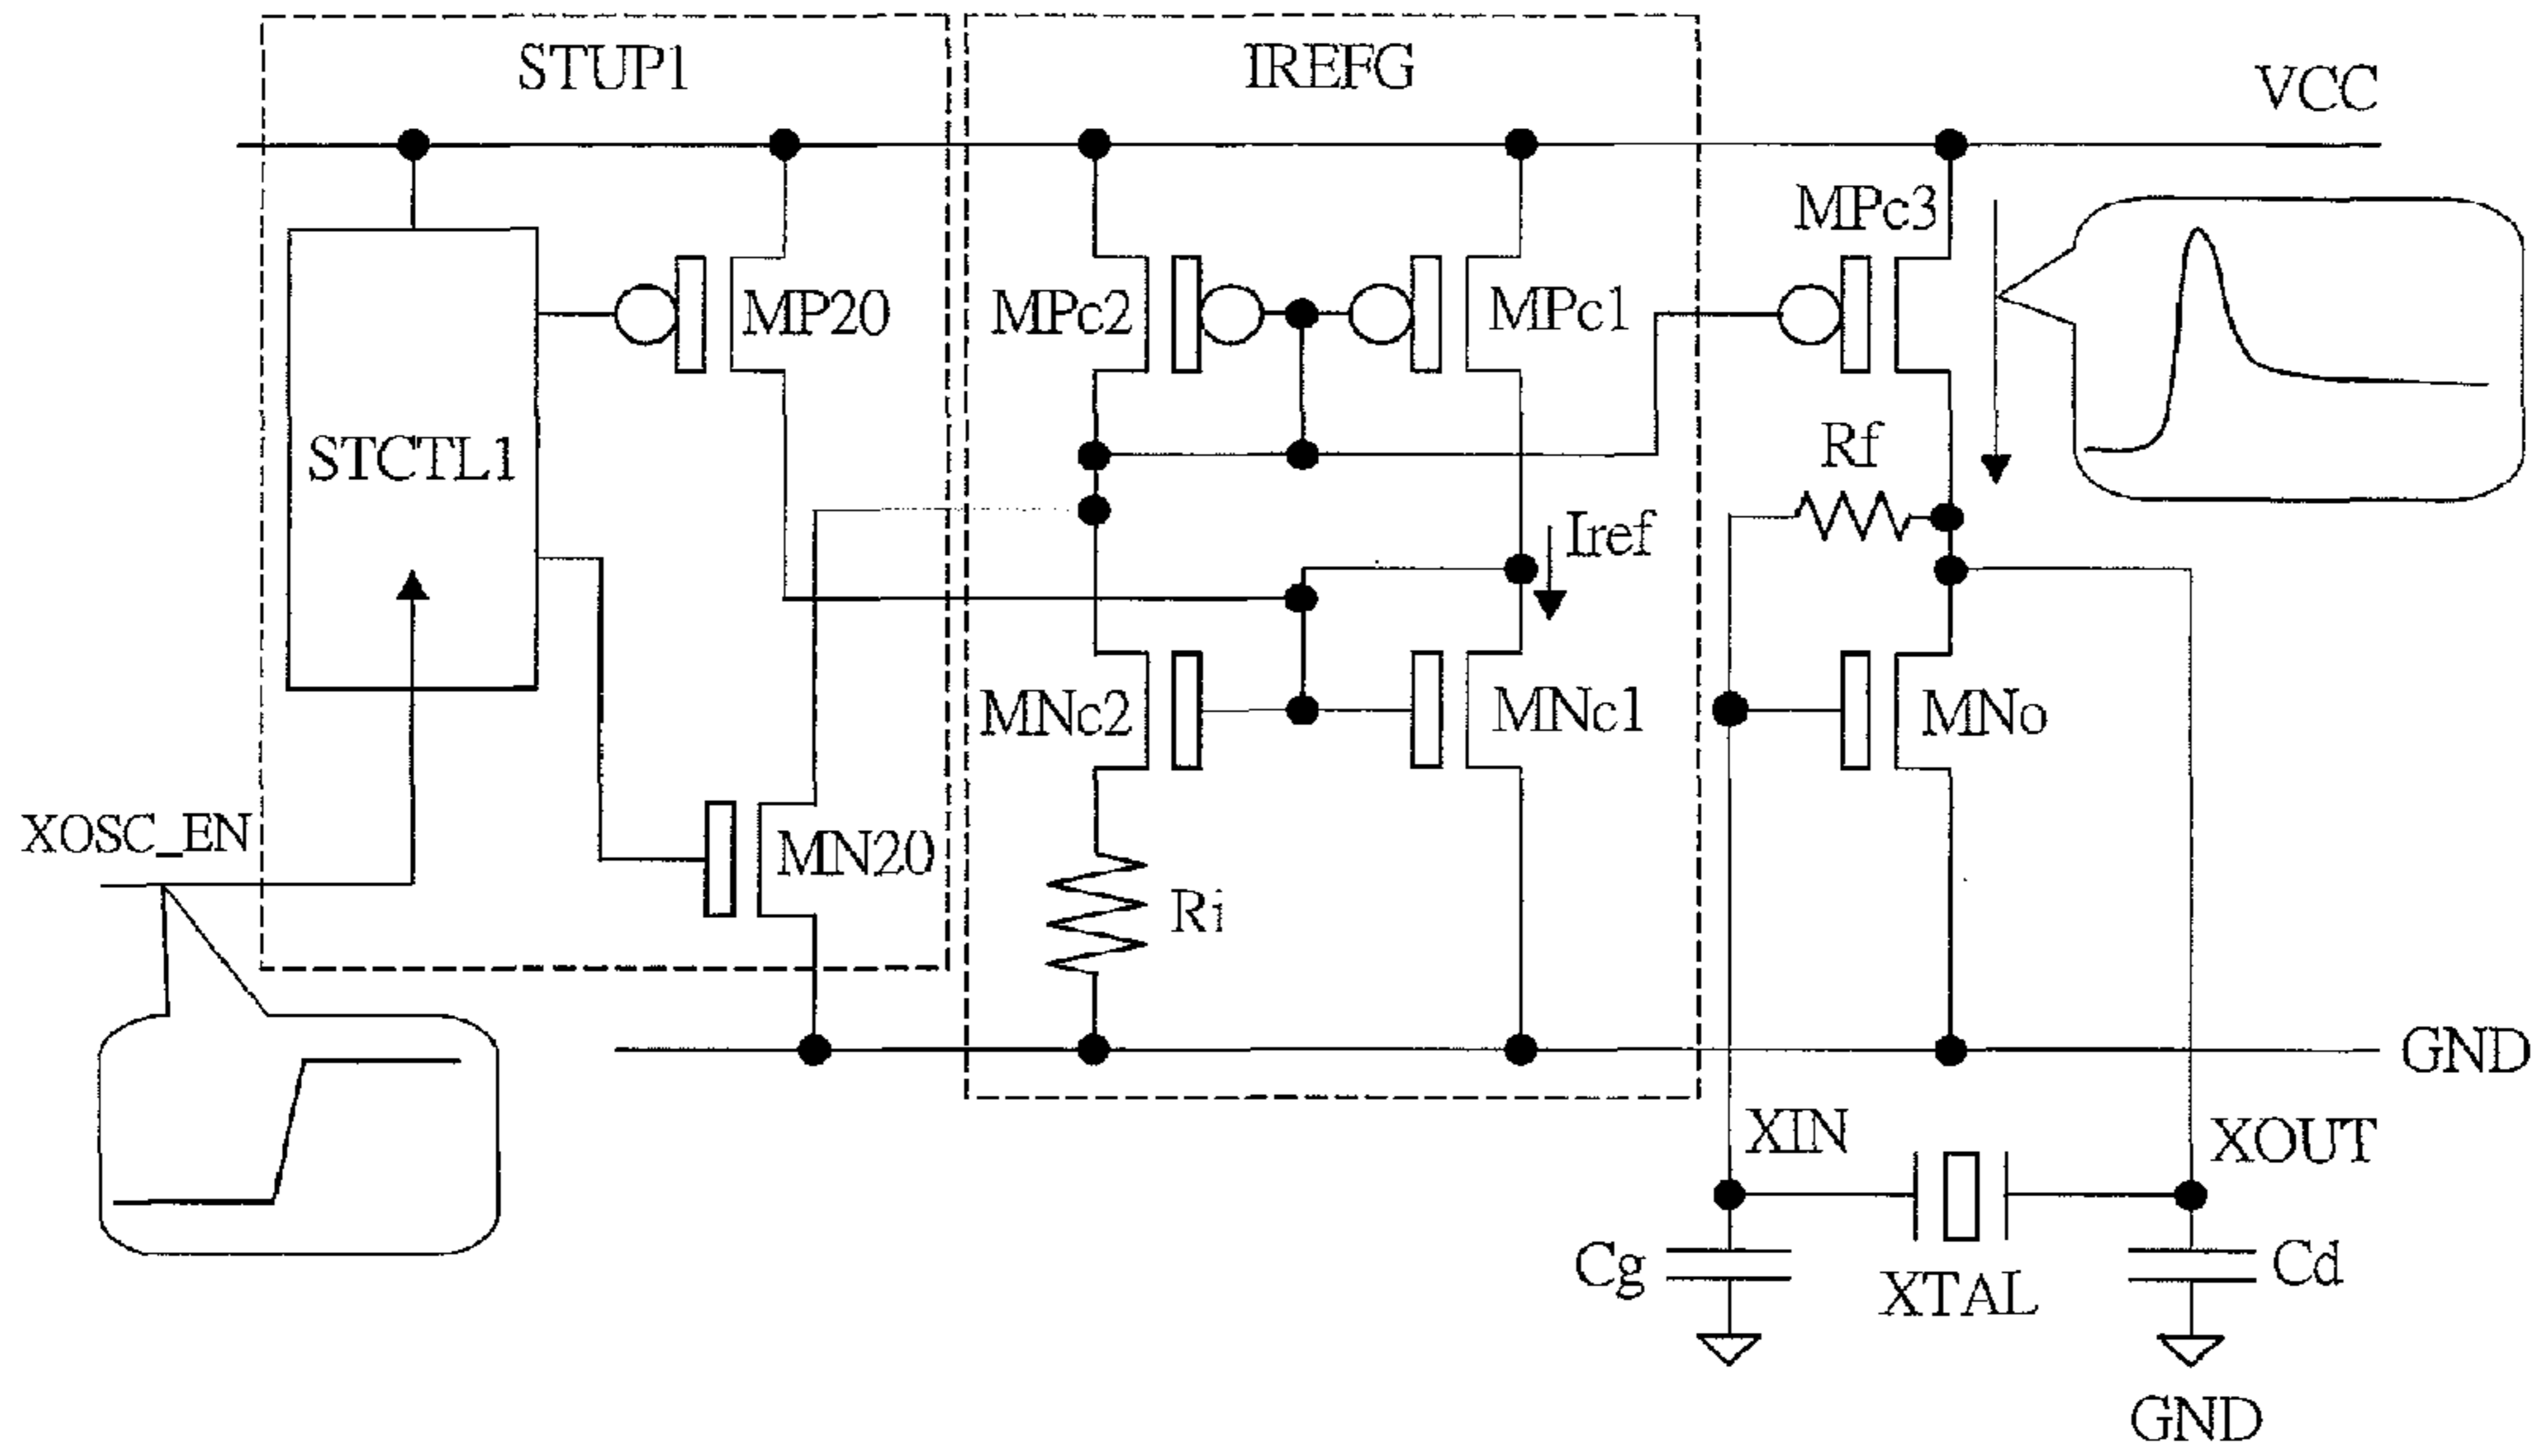 STUP1
IREFG
VCC
MPc3
MP20
MPc2
MPc1
STCTL1
Rf
Iref
MNc2
MNc1
MNo
XOSC_EN
MN20
Ri
GND
XIN
XOUT
Cg
XTAL
Cd
GND